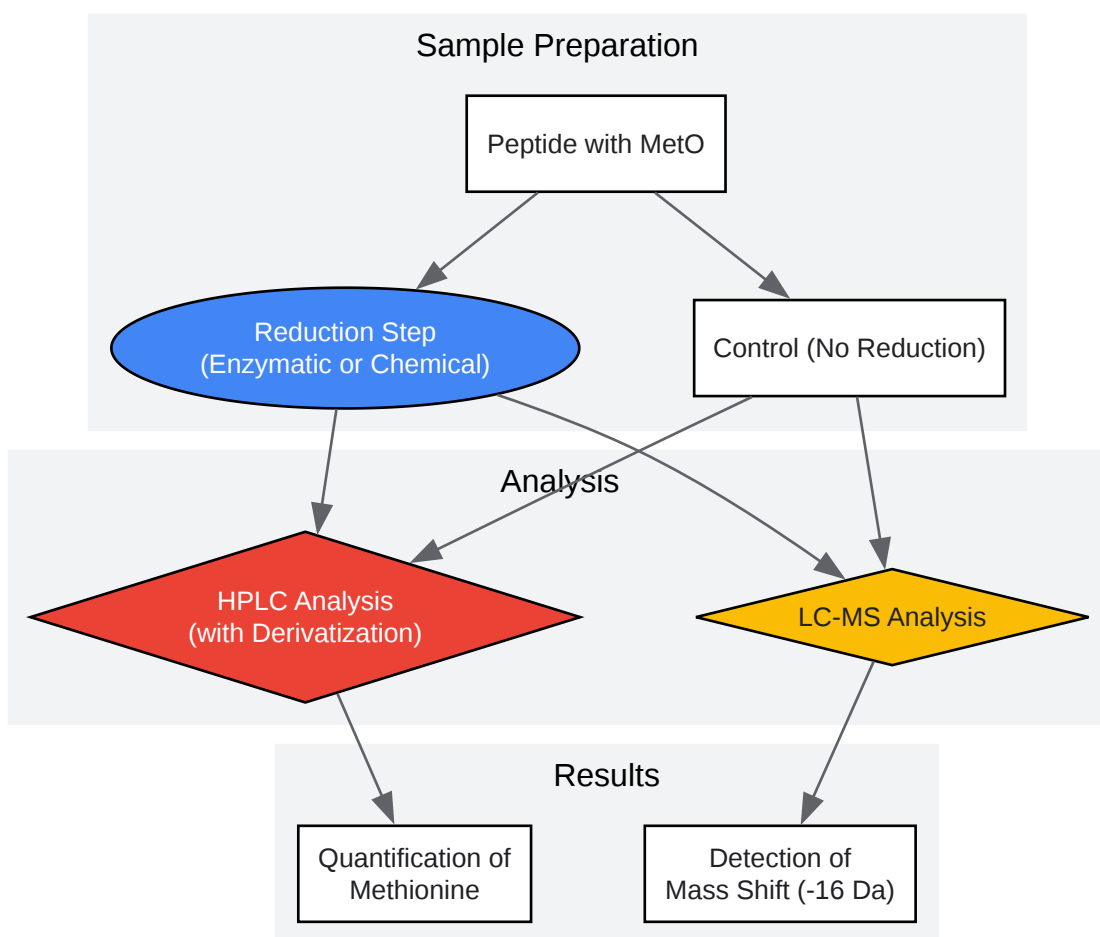 Sample Preparation
Peptide with MetO
Reduction Step
(Enzymatic or Chemical)
Control (No Reduction)
Analysis
HPLC Analysis
(with Derivatization)
LC-MS Analysis
Results
Quantification of
Methionine
Detection of
Mass Shift (-16 Da)